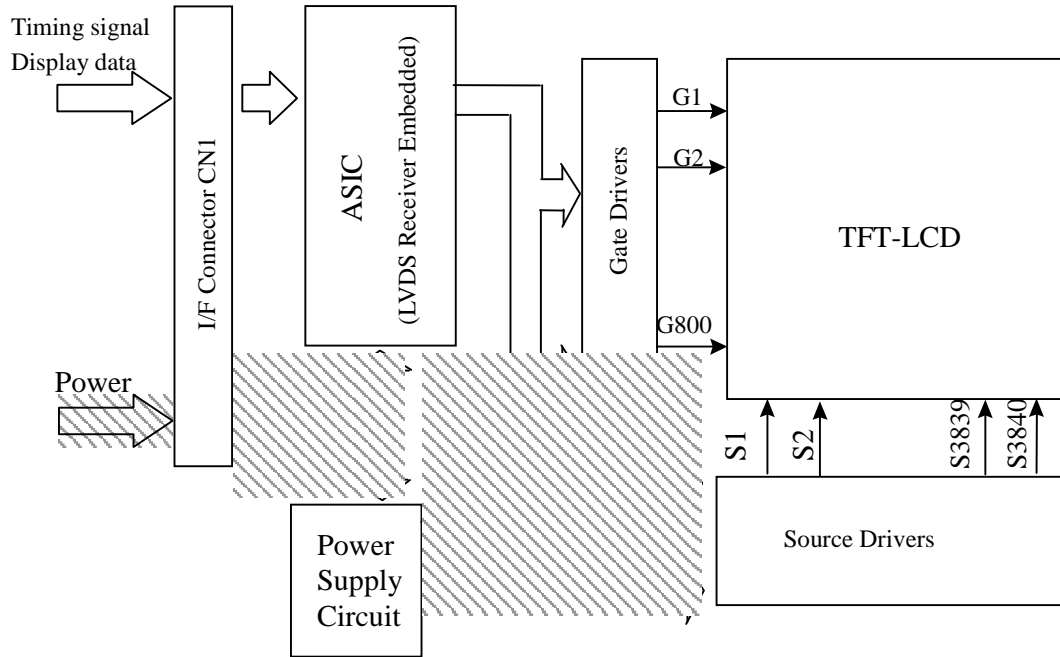 Timing signal
Display data
I/F Connector CN1
ASIC
(LVDS Receiver Embedded)
Gate Drivers
G1
G2
G800
TFT-LCD
Power
S1
S2
S3839
S3840
Power
Supply
Circuit
Source Drivers